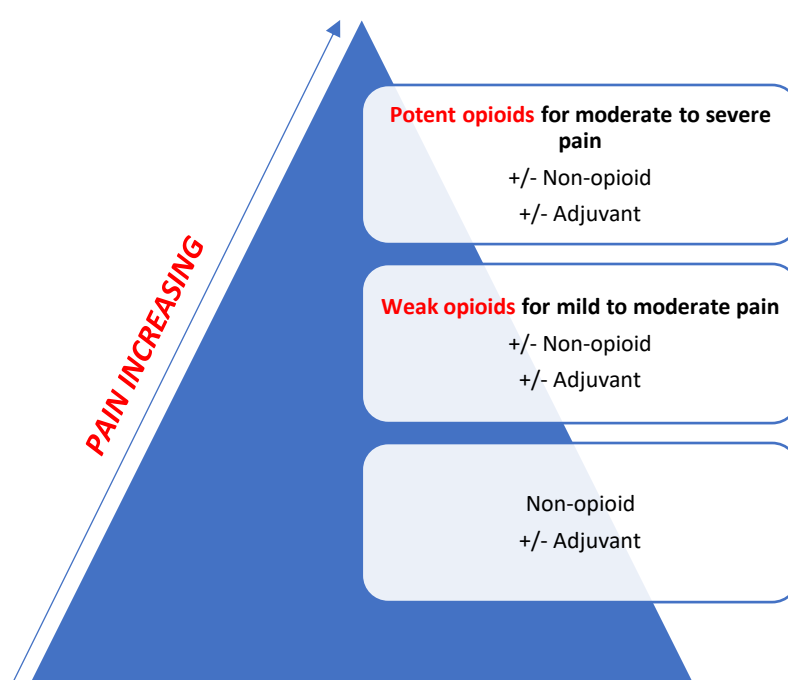 Potent opioids for moderate to severe
pain
+/- Non-opioid
+/- Adjuvant
PAIN INCREASING
Weak opioids for mild to moderate pain
+/- Non-opioid
+/- Adjuvant
Non-opioid
+/- Adjuvant